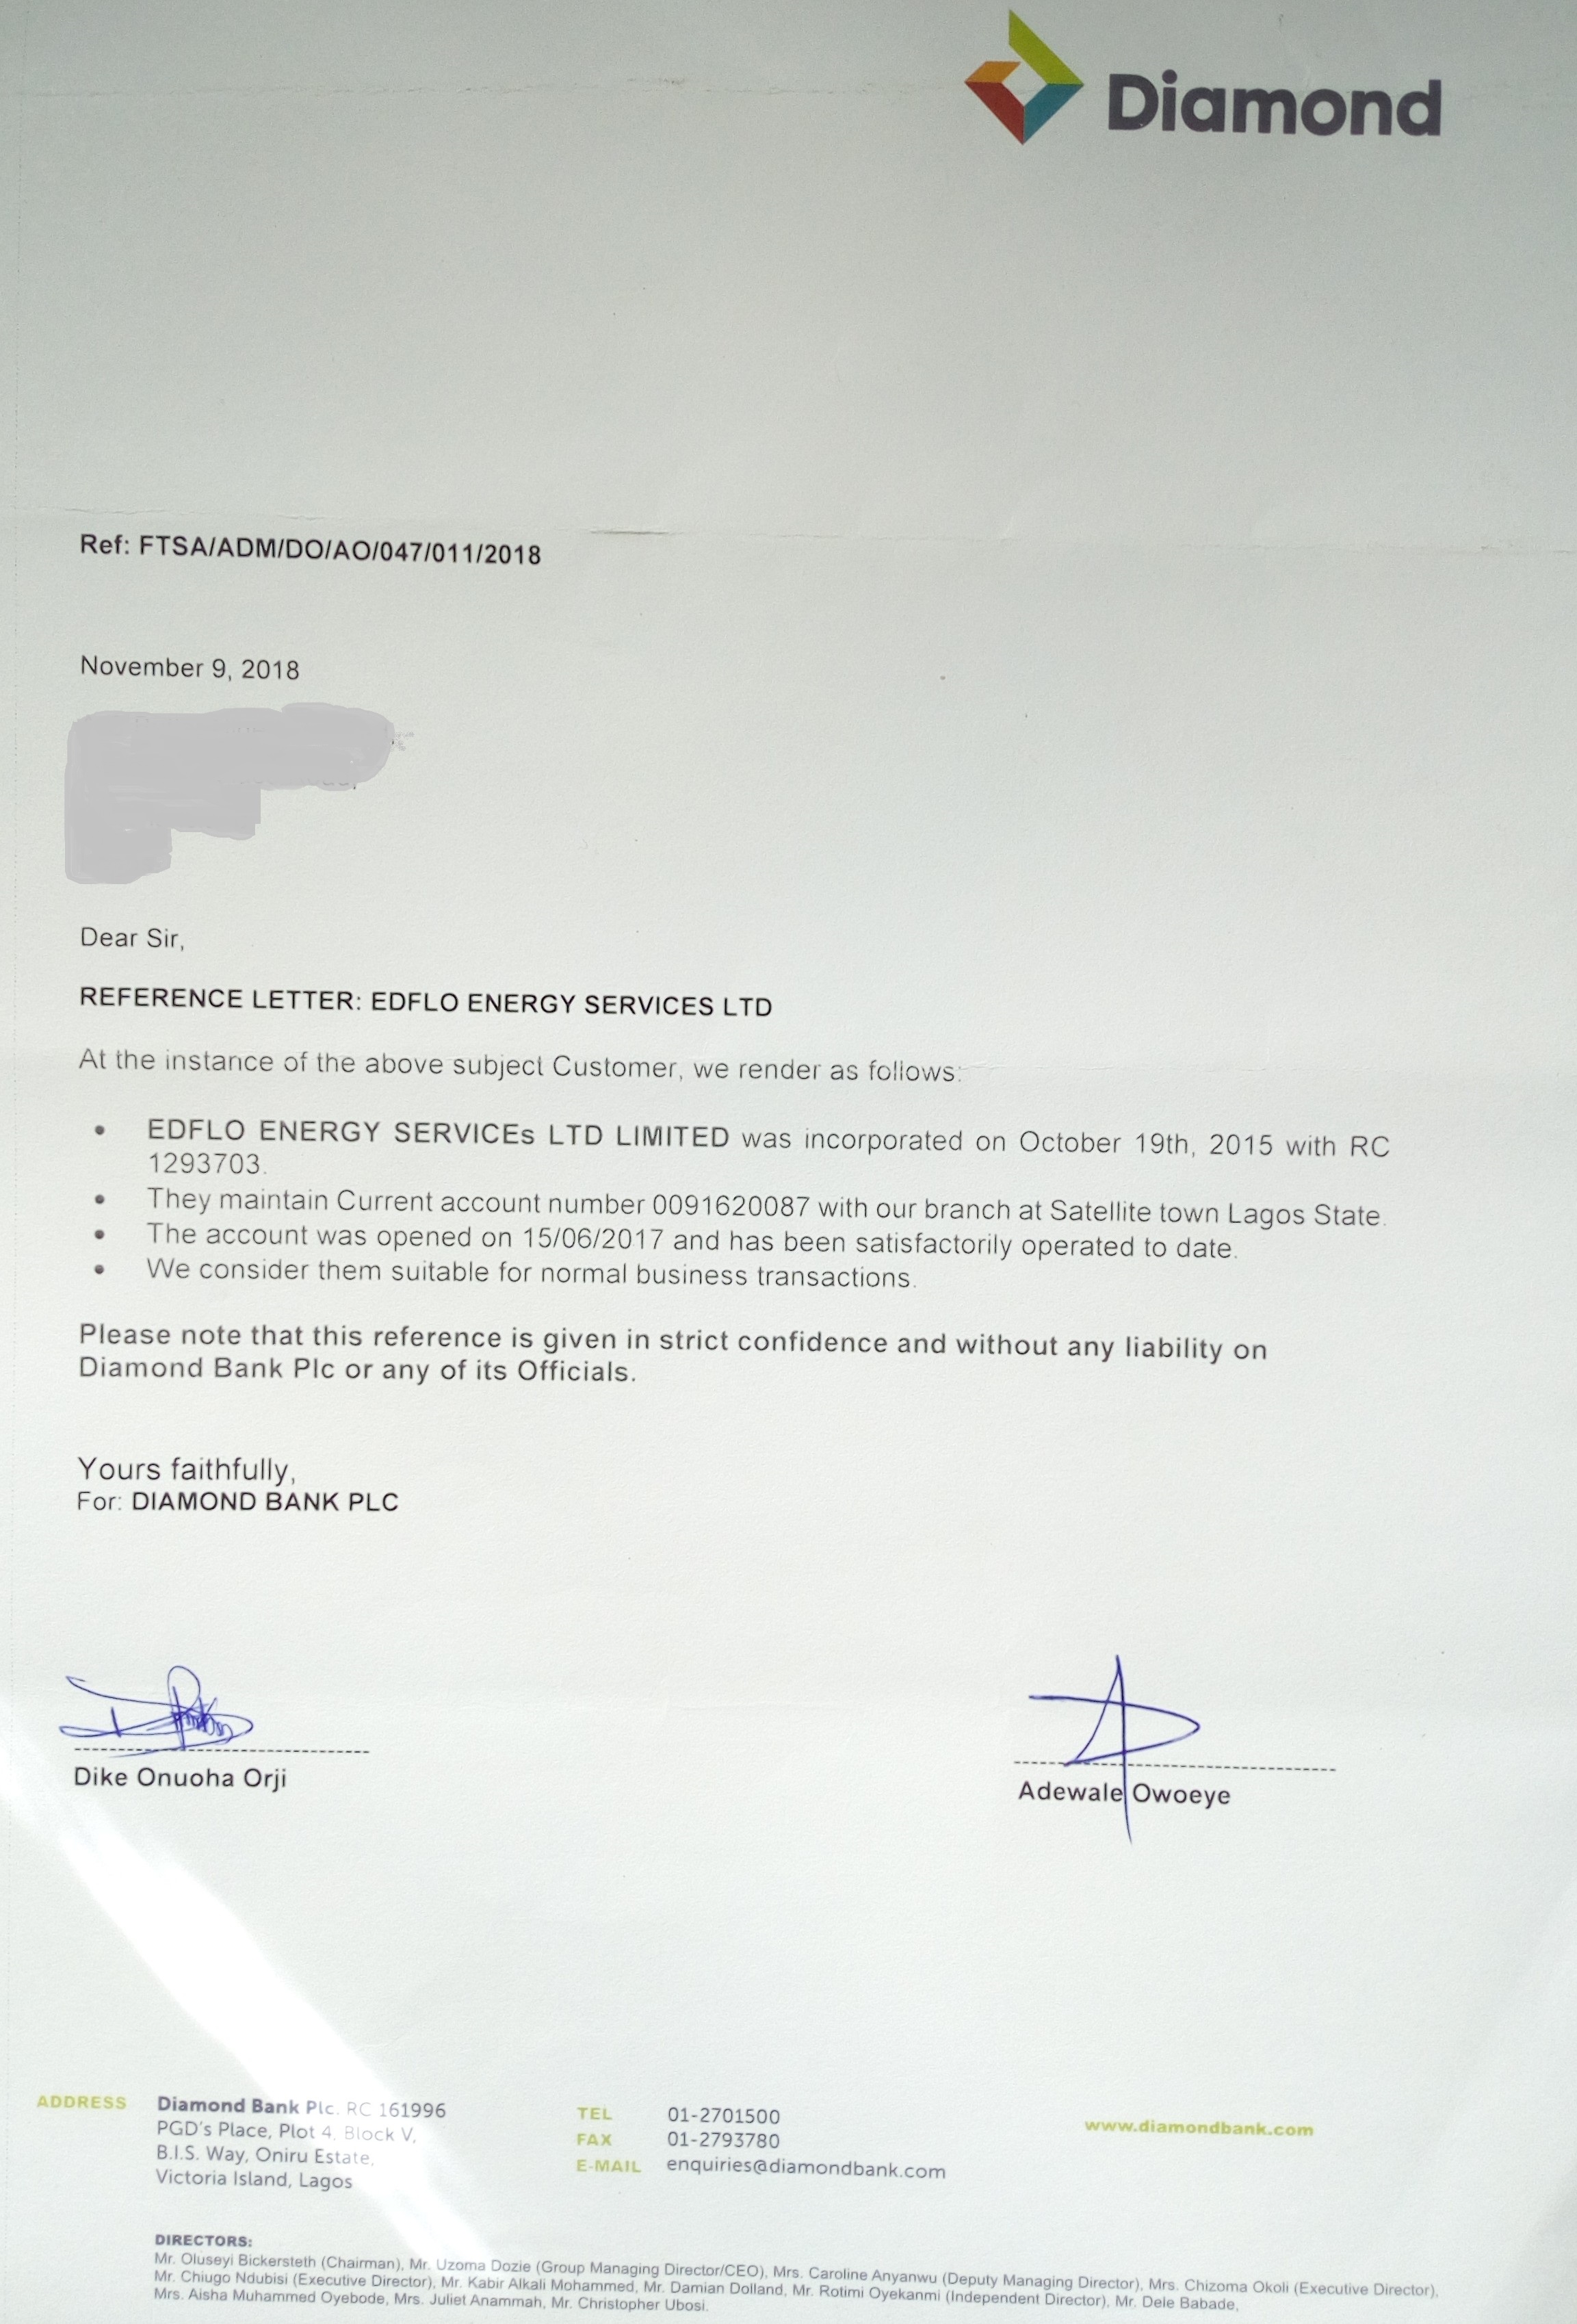 Diamond
Ref: FTSA/ADM/DO/AO/047/011/2018
November 9, 2018
Dear Sir,
REFERENCE LETTER: EDFLO ENERGY SERVICES LTD
At the instance of the above subject Customer, we render as follows:
• EDFLO ENERGY SERVICEs LTD LIMITED was incorporated on October 19th, 2015 with RC
1293703.
• They maintain Current account number 0091620087 with our branch at Satellite town Lagos State.
• The account was opened on 15/06/2017 and has been satisfactorily operated to date.
• We consider them suitable for normal business transactions.
Please note that this reference is given in strict confidence and without any liability on
Diamond Bank Plc or any of its Officials.
Yours faithfully,
For: DIAMOND BANK PLC
Dike Onuoha Orji
Adewale Owoeye
ADDRESS
Diamond Bank Plc. RC 161996
PGD's Place, Plot 4, Block V,
B.I.S. Way, Oniru Estate,
Victoria Island, Lagos
TEL 01-2701500
FAX 01-2793780
E-MAIL enquiries@diamondbank.com
www.diamondbank.com
DIRECTORS:
Mr. Oluseyi Bickersteth (Chairman), Mr. Uzoma Dozie (Group Managing Director/CEO), Mrs. Caroline Anyanwu (Deputy Managing Director), Mrs. Chizoma Okoli (Executive Director),
Mr. Chiugo Ndubisi (Executive Director), Mr. Kabir Alkali Mohammed, Mr. Damian Dolland, Mr. Rotimi Oyekanmi (Independent Director), Mr. Dele Babade,
Mrs. Aisha Muhammed Oyebode, Mrs. Juliet Anammah, Mr. Christopher Ubosi.